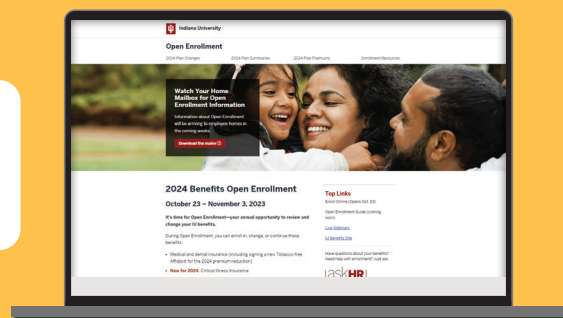 Indiana University
Open Enrollment
2024 Plan Changes 2024 Plan Summaries 2024 Plan Premiums Enrollment Resources
Watch Your Home
Mailbox for Open
Enrollment Information
Information about Open Enrollment
will be arriving to employee homes in
the coming weeks.
Download the mailer
2024 Benefits Open Enrollment
October 23 – November 3, 2023
It's time for Open Enrollment—your annual opportunity to review and
change your IU benefits.
During Open Enrollment, you can enroll in, change, or continue these
benefits:
• Medical and dental insurance (including signing a new Tobacco-free
Affidavit for the 2024 premium reduction)
• New for 2024: Critical Illness Insurance
Top Links
Enroll Online (Opens Oct. 23)
Open Enrollment Guide (coming
soon)
Live Webinars
IU Benefits Site
Have questions about your benefits?
Need help with enrollment? Just ask
askHR